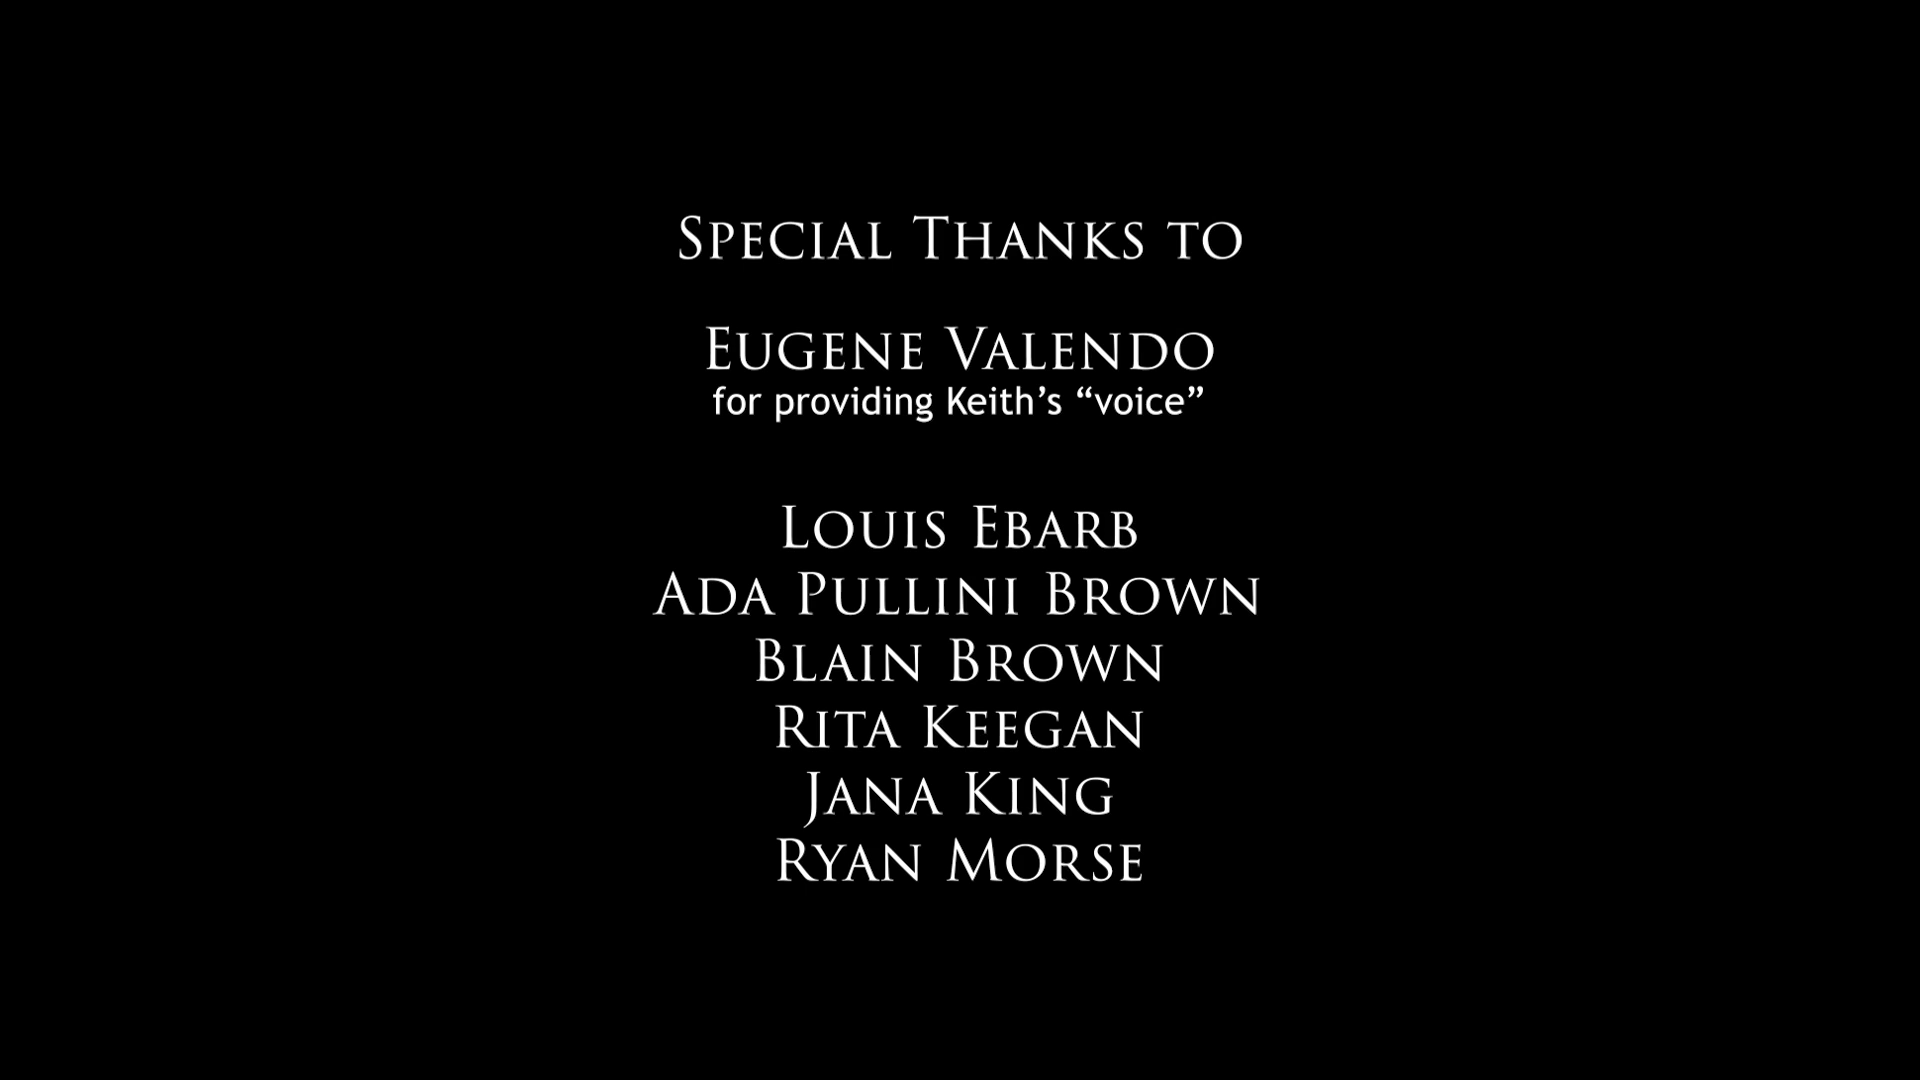 Special Thanks to
Eugene Valendo
for providing Keith’s “voice”
Louis Ebarb
Ada Pullini Brown
Blain Brown
Rita Keegan
Jana King
Ryan Morse